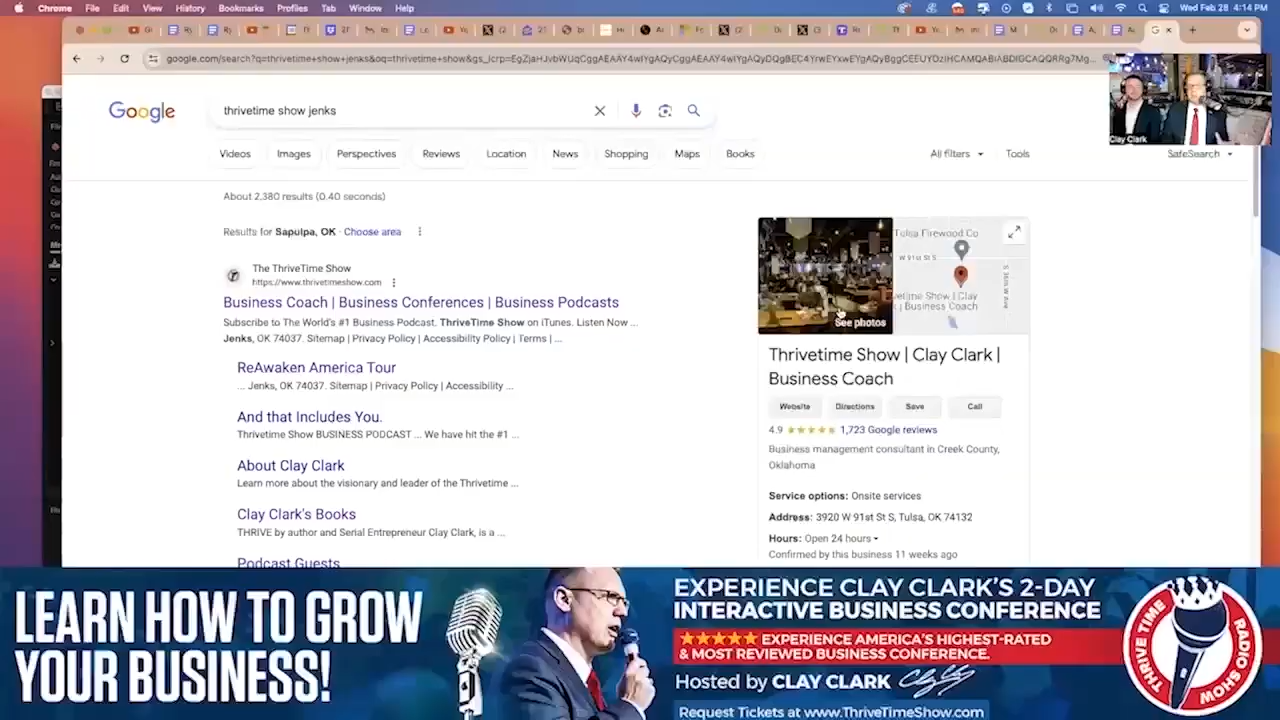 Chrome File Edit View History Bookmarks Profiles Tab Window Help
Wed Feb 28 4:14 PM
Google
thrivetime show jenks
Clay Clark
Videos Images Perspectives Reviews Location News Shopping Maps Books
All filters Tools SafeSearch
About 2,380 results (0.40 seconds)
Results for Sapulpa, OK · Choose area
The ThriveTime Show
https://www.thrivetimeshow.com
Business Coach | Business Conferences | Business Podcasts
Subscribe to The World's #1 Business Podcast. ThriveTime Show on iTunes. Listen Now ...
Jenks, OK 74037. Sitemap | Privacy Policy | Accessibility Policy | Terms | ...
ReAwaken America Tour
... Jenks, OK 74037. Sitemap | Privacy Policy | Accessibility ...
And that Includes You.
Thrivetime Show BUSINESS PODCAST ... We have hit the #1 ...
About Clay Clark
Learn more about the visionary and leader of the Thrivetime ...
Clay Clark's Books
THRIVE by author and Serial Entrepreneur Clay Clark, is a ...
Podcast Guests
See photos
Tulsa Firewood Co
W 91st St S
etime Show | Clay
k | Business Coach
Thrivetime Show | Clay Clark |
Business Coach
Website Directions Save Call
4.9 1,723 Google reviews
Business management consultant in Creek County,
Oklahoma
Service options: Onsite services
Address: 3920 W 91st St S, Tulsa, OK 74132
Hours: Open 24 hours
Confirmed by this business 11 weeks ago
LEARN HOW TO GROW
YOUR BUSINESS!
EXPERIENCE CLAY CLARK'S 2-DAY
INTERACTIVE BUSINESS CONFERENCE
EXPERIENCE AMERICA'S HIGHEST-RATED
& MOST REVIEWED BUSINESS CONFERENCE.
Hosted by CLAY CLARK
Request Tickets at www.ThriveTimeShow.com
THRIVE TIME RADIO SHOW